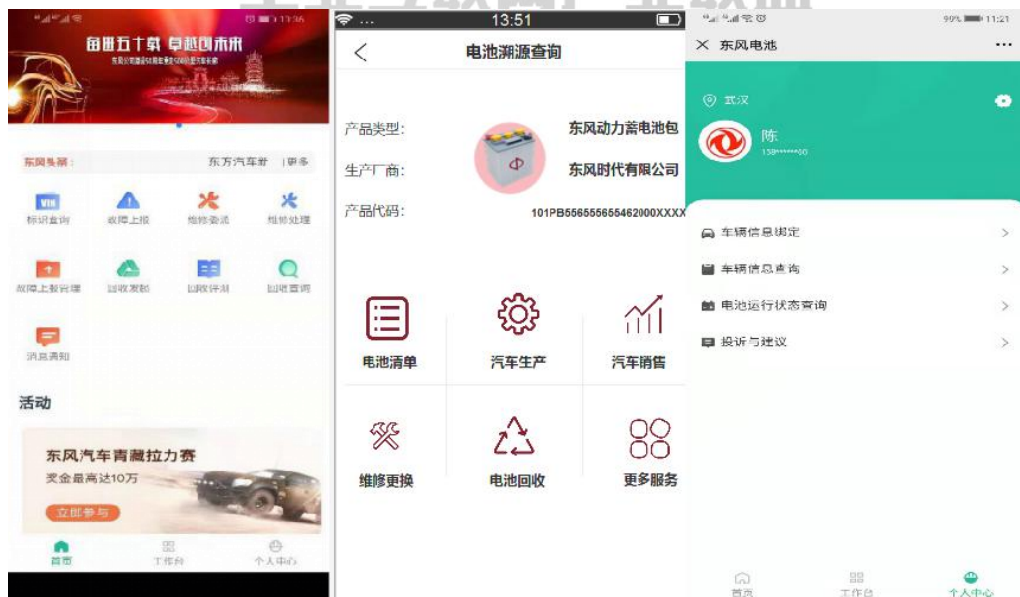 13:36
奋进五十载 卓越创未来
东风头条：
东方汽车册
更多
VIN
标识查询
故障上报
维修委派
维修处理
故障上报管理
回收发起
回收评测
回收查询
消息通知
活动
东风汽车青藏拉力赛
奖金最高达10万
立即参与
首页
工作台
个人中心
13:51
电池溯源查询
产品类型：
东风动力蓄电池包
生产厂商：
东风时代有限公司
产品代码：
101PB556555655462000XXXX
电池清单
汽车生产
汽车销售
维修更换
电池回收
更多服务
99% 11:21
东风电池
武汉
陈
138******60
车辆信息绑定
车辆信息查询
电池运行状态查询
投诉与建议
首页
工作台
个人中心